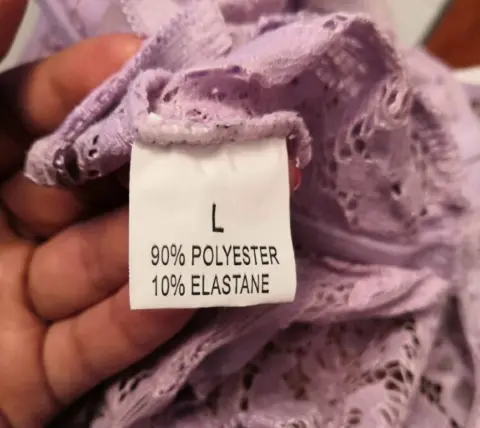 L
90% POLYESTER
10% ELASTANE